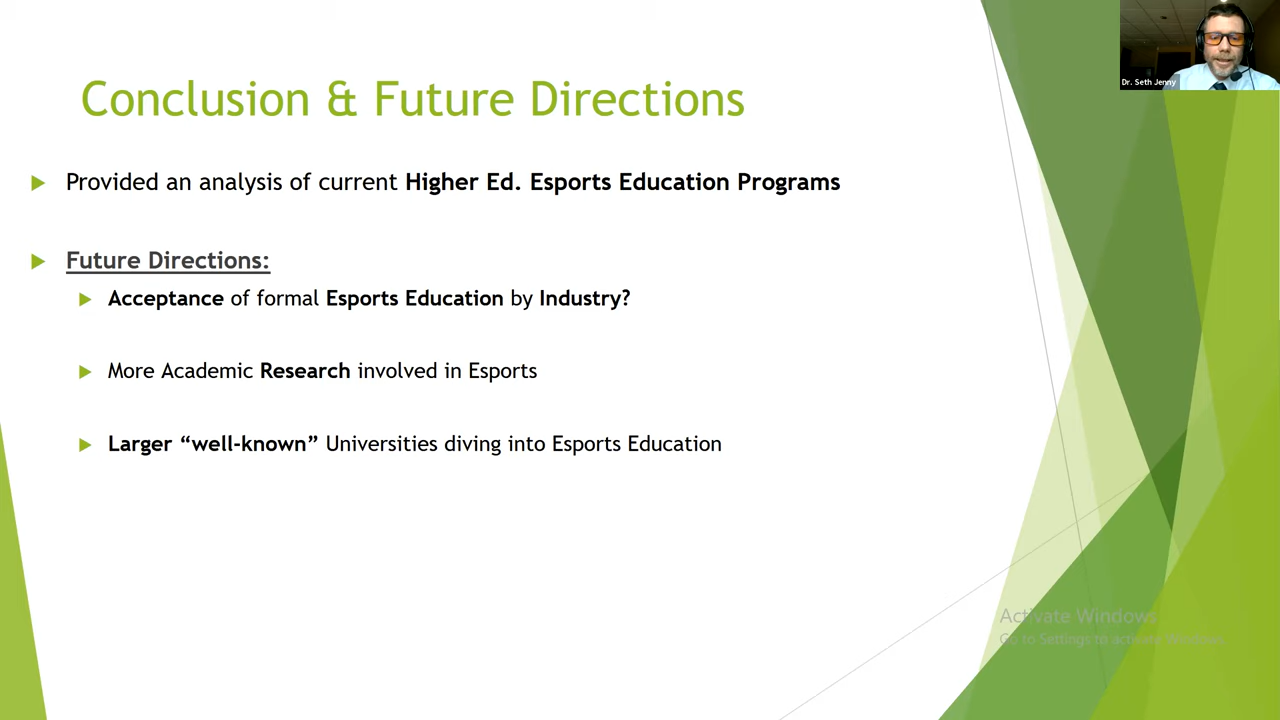 Dr. Seth Jenny
Conclusion & Future Directions
Provided an analysis of current Higher Ed. Esports Education Programs
Future Directions:
Acceptance of formal Esports Education by Industry?
More Academic Research involved in Esports
Larger “well-known” Universities diving into Esports Education
Activate Windows
Go to Settings to activate Windows.